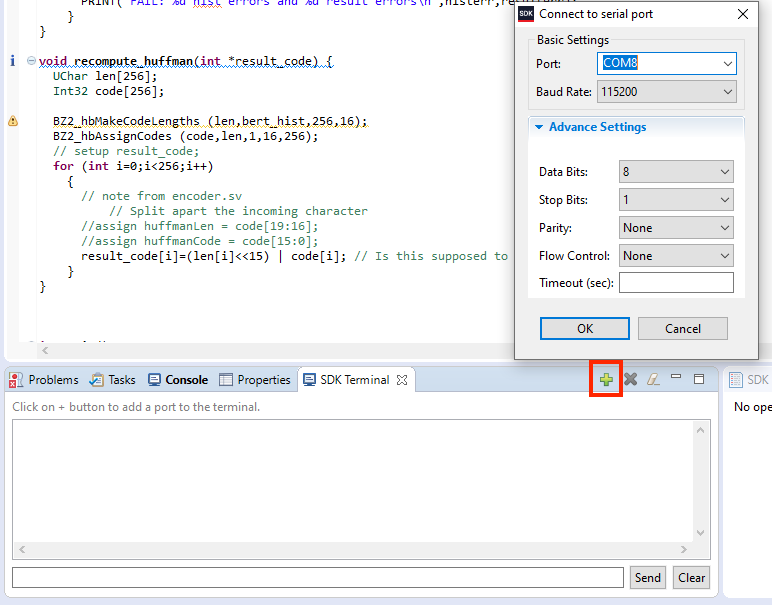 PRINT("FAIL: %d hist errors and %d result errors\n",histerr,
}
}
void recompute_huffman(int *result_code) {
UChar len[256];
Int32 code[256];
BZ2_hbMakeCodeLengths (len,bert_hist,256,16);
BZ2_hbAssignCodes (code,len,1,16,256);
// setup result_code;
for (int i=0;i<256;i++)
{
// note from encoder.sv
// Split apart the incoming character
//assign huffmanLen = code[19:16];
//assign huffmanCode = code[15:0];
result_code[i]=(len[i]<<15) | code[i]; // Is this supposed to
}
}
SDK Connect to serial port
Basic Settings
Port: COM8
Baud Rate: 115200
Advance Settings
Data Bits: 8
Stop Bits: 1
Parity: None
Flow Control: None
Timeout (sec):
OK Cancel
Problems Tasks Console Properties SDK Terminal
SDK
Click on + button to add a port to the terminal.
No ope
Send Clear